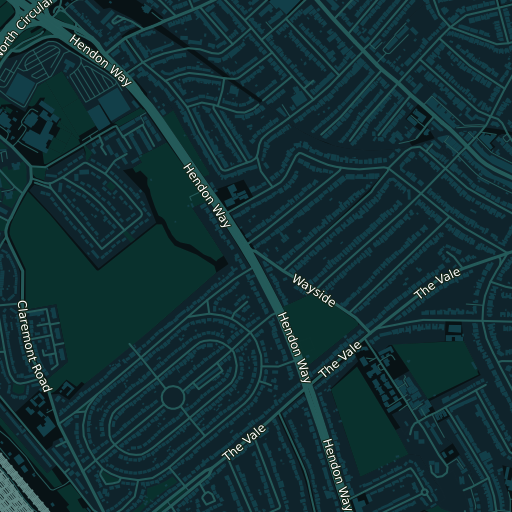 North Circular
Hendon Way
Hendon Way
Wayside
The Vale
Claremont Road
Hendon Way
The Vale
The Vale
Hendon Way